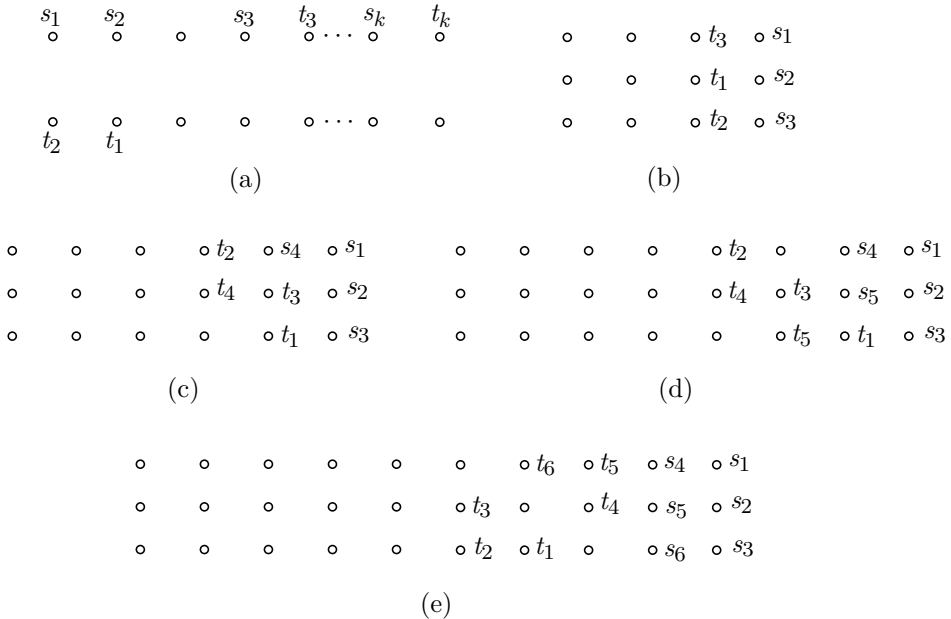 s₁ s₂ s₃ t₃ ··· sₖ tₖ
t₂ t₁ ···
(a)
t₃ s₁
t₁ s₂
t₂ s₃
(b)
t₂ s₄ s₁
t₄ t₃ s₂
t₁ s₃
(c)
t₂ s₄ s₁
t₄ t₃ s₅ s₂
t₅ t₁ s₃
(d)
t₆ t₅ s₄ s₁
t₃ t₄ s₅ s₂
t₂ t₁ s₆ s₃
(e)